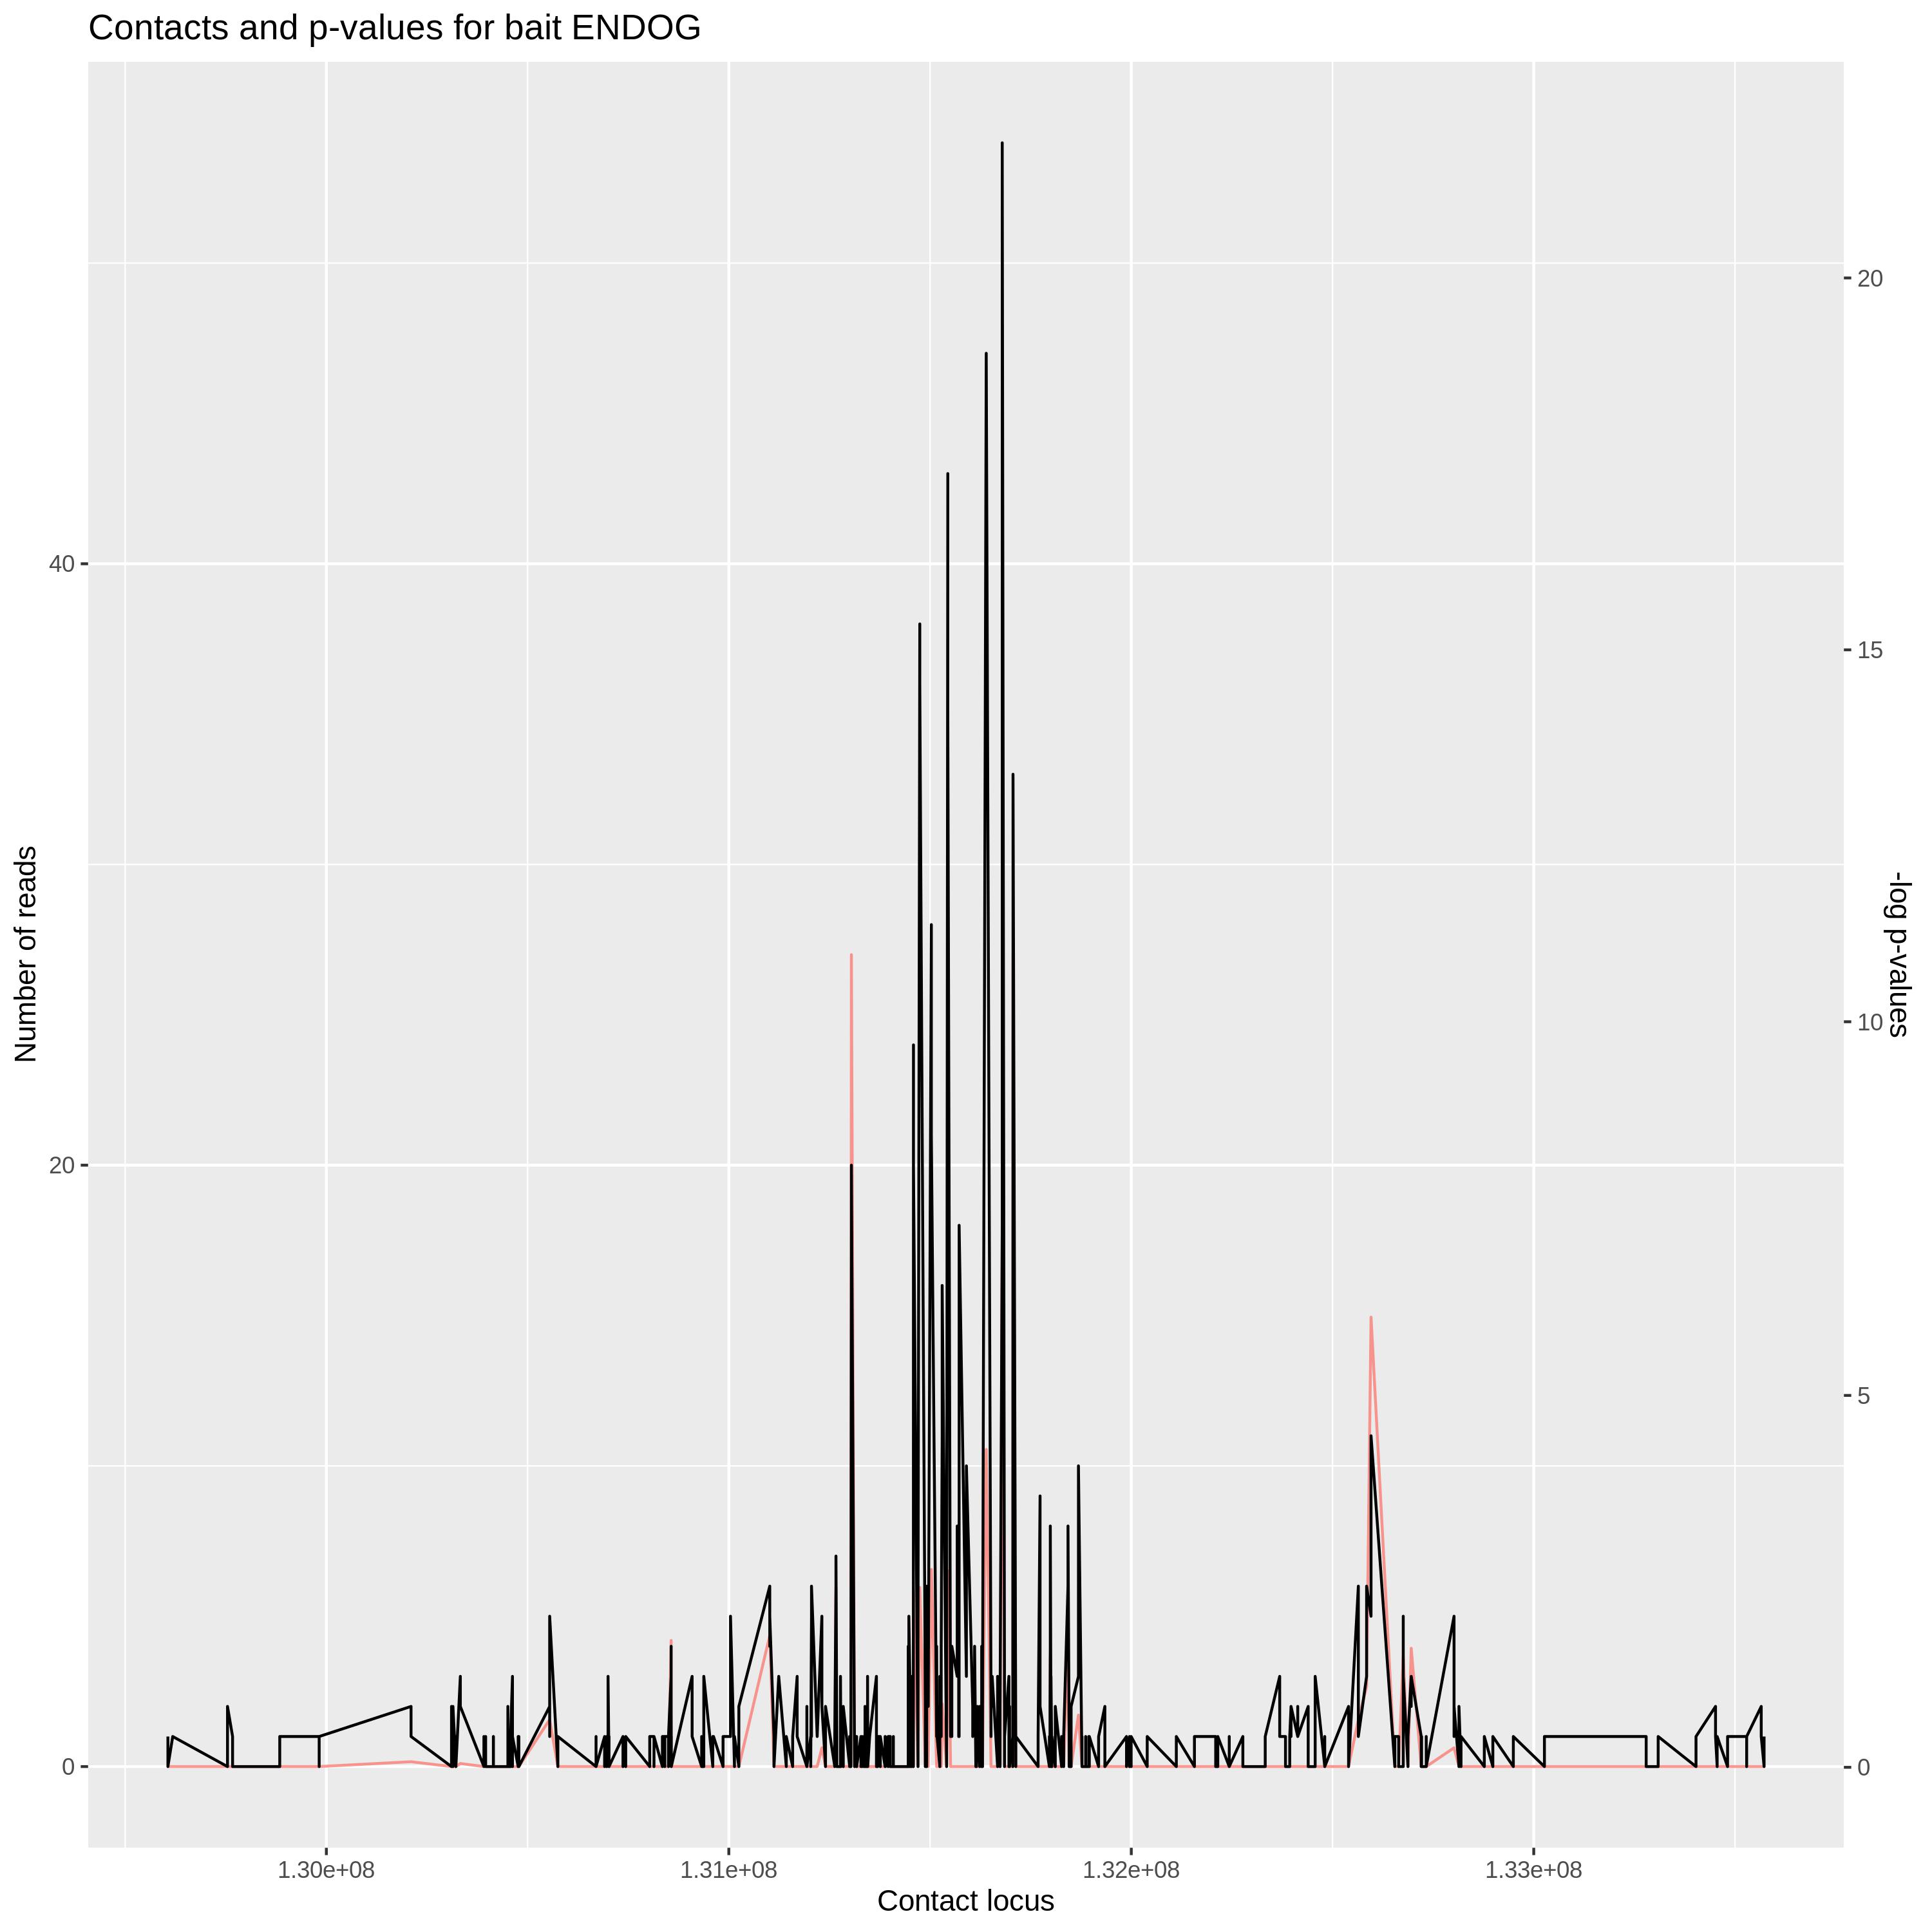 Contacts and p-values for bait ENDOG
Number of reads
40
20
0
20
15
10
5
0
-log p-values
1.30e+08
1.31e+08
1.32e+08
1.33e+08
Contact locus